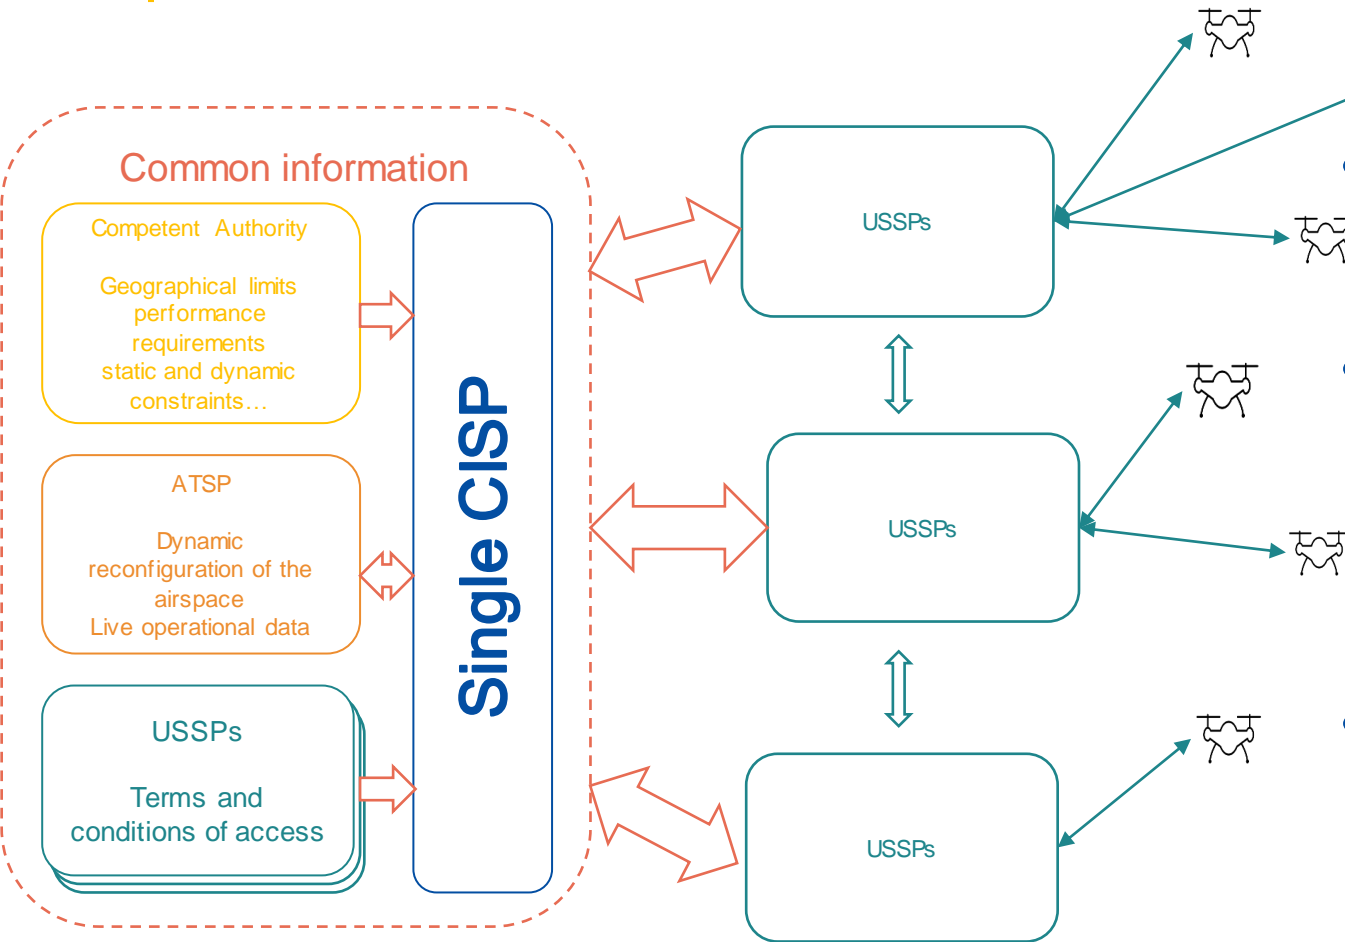 Common information
Competent Authority
Geographical limits
performance
requirements
static and dynamic
constraints…
ATSP
Dynamic
reconfiguration of the
airspace
Live operational data
USSPs
Terms and
conditions of access
Single CISP
USSPs
USSPs
USSPs